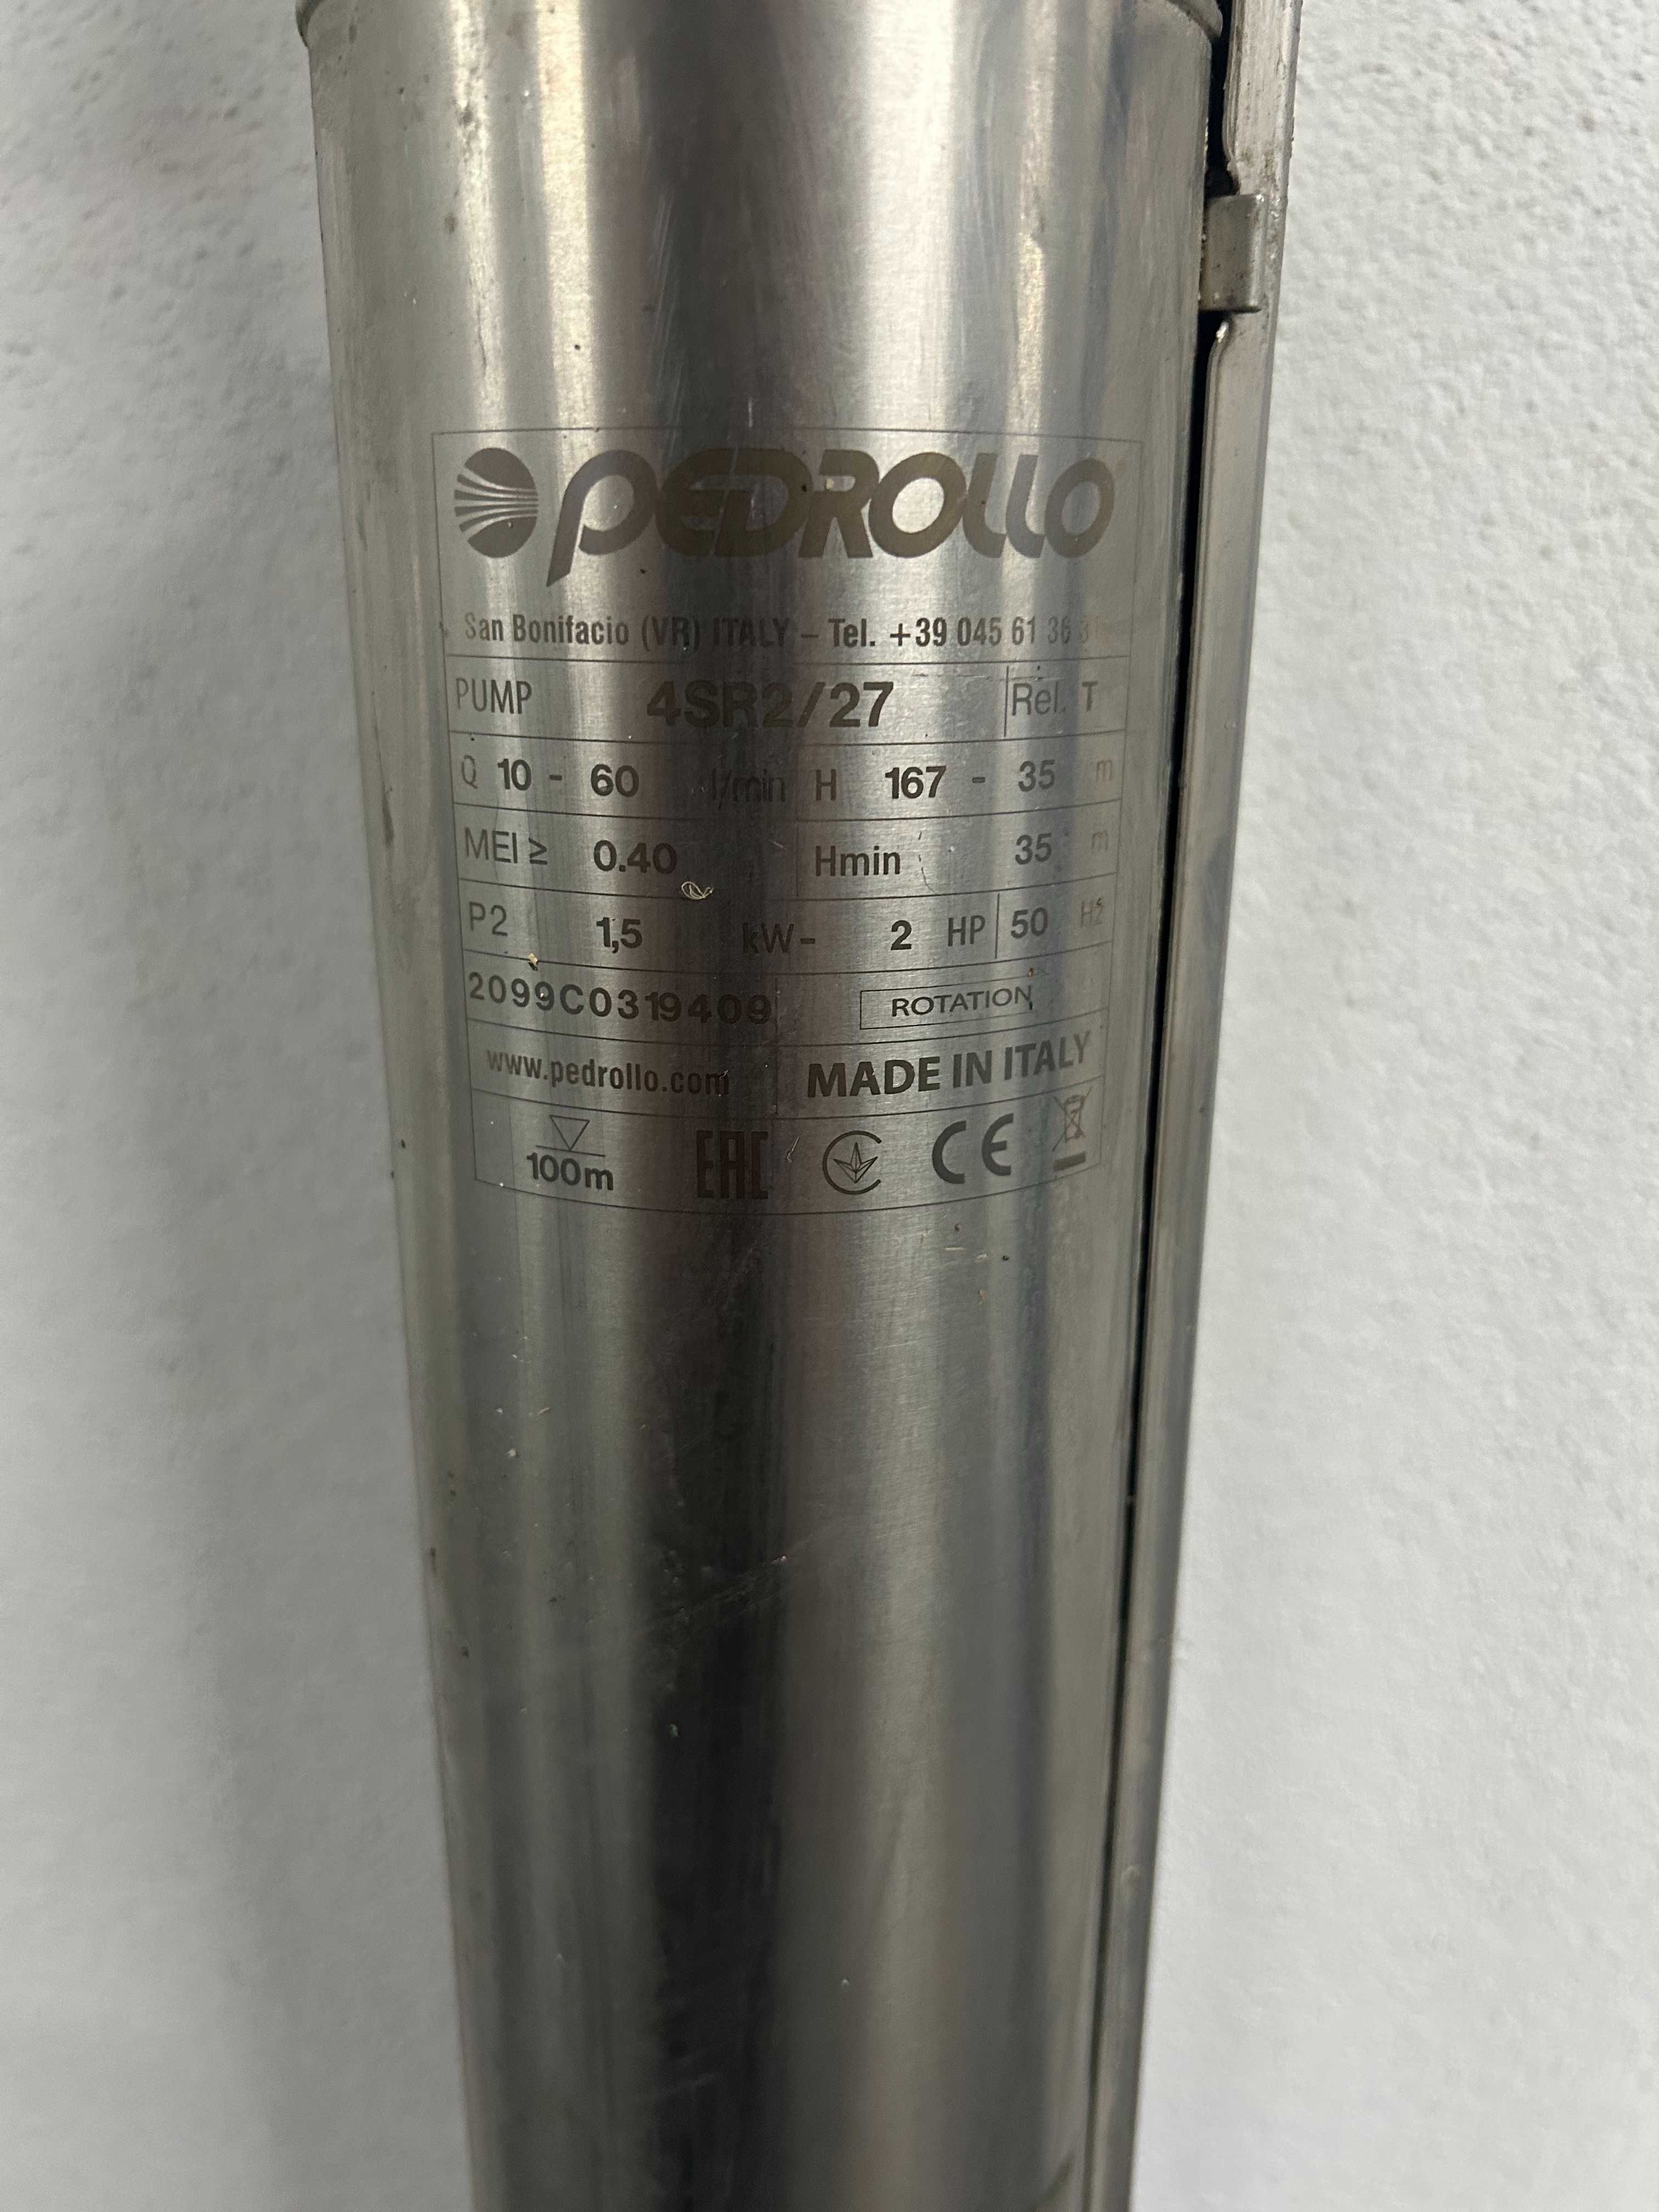 PEDROLLO
San Bonifacio (VR) ITALY – Tel. +39 045 61 36
PUMP 4SR2/27 Rel. T
Q 10 - 60 l/min H 167 - 35 m
MEI ≥ 0.40 Hmin 35 m
P2 1,5 kW - 2 HP 50 Hz
2099C0319409 ROTATION
www.pedrollo.com MADE IN ITALY
100m EAC CE